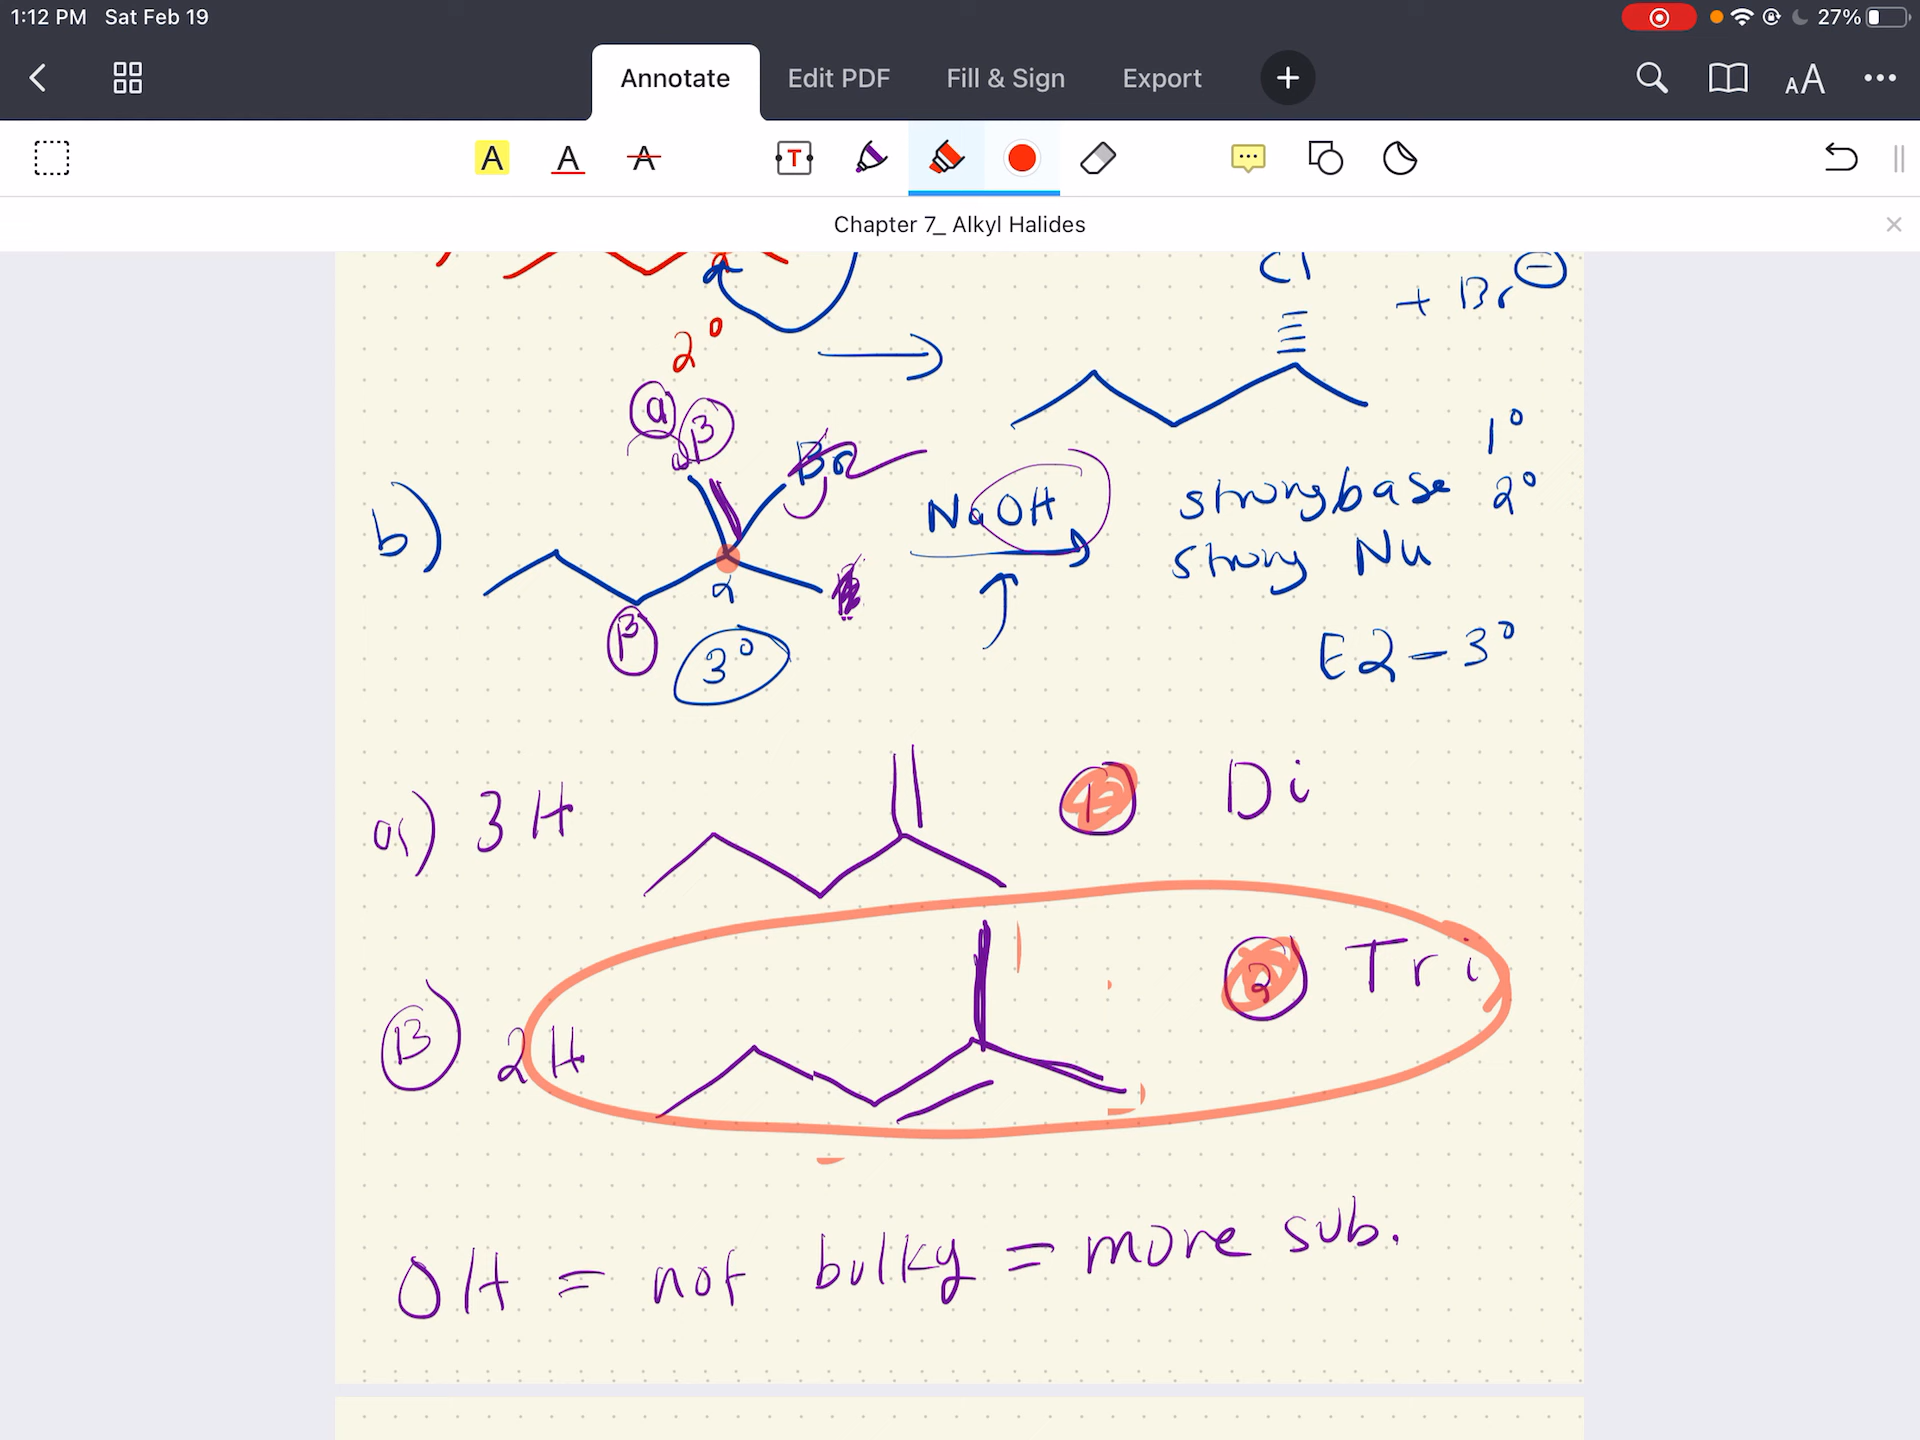 1:12 PM Sat Feb 19
27%
Annotate Edit PDF Fill & Sign Export
A A A T AA
Chapter 7_ Alkyl Halides
Cl
+ Br⊖
2°
a β
1°
b) Br NaOH strong base 2°
α strong Nu
β 3° E2 - 3°
a) 3H 1 Di
2 Tri
B 2H
OH = not bulky = more sub.